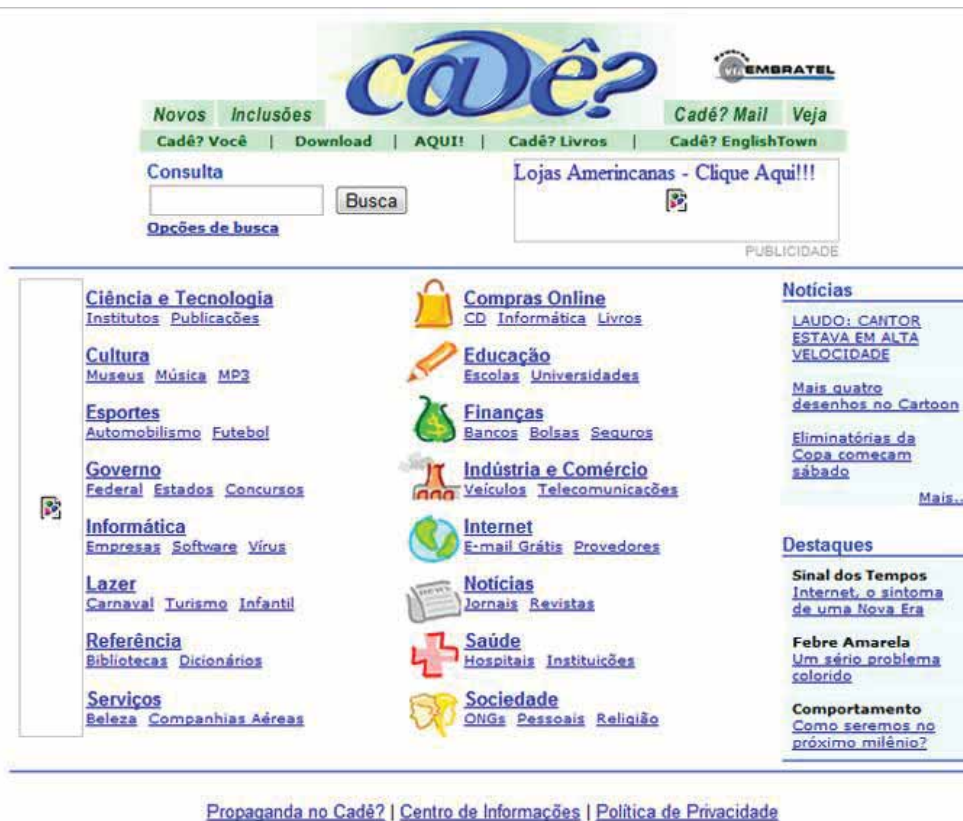 cadê?
via EMBRATEL
Novos Inclusões Cadê? Mail Veja
Cadê? Você | Download | AQUI! | Cadê? Livros | Cadê? EnglishTown
Consulta
Busca
Opções de busca
Lojas Amerincanas - Clique Aqui!!!
PUBLICIDADE
Ciência e Tecnologia
Institutos Publicações
Cultura
Museus Música MP3
Esportes
Automobilismo Futebol
Governo
Federal Estados Concursos
Informática
Empresas Software Vírus
Lazer
Carnaval Turismo Infantil
Referência
Bibliotecas Dicionários
Serviços
Beleza Companhias Aéreas
Compras Online
CD Informática Livros
Educação
Escolas Universidades
Finanças
Bancos Bolsas Seguros
Indústria e Comércio
Veículos Telecomunicações
Internet
E-mail Grátis Provedores
NEWS
Notícias
Jornais Revistas
Saúde
Hospitais Instituições
Sociedade
ONGs Pessoais Religião
Notícias
LAUDO: CANTOR
ESTAVA EM ALTA
VELOCIDADE
Mais quatro
desenhos no Cartoon
Eliminatórias da
Copa começam
sábado
Mais..
Destaques
Sinal dos Tempos
Internet, o sintoma
de uma Nova Era
Febre Amarela
Um sério problema
colorido
Comportamento
Como seremos no
próximo milênio?
Propaganda no Cadê? | Centro de Informações | Política de Privacidade